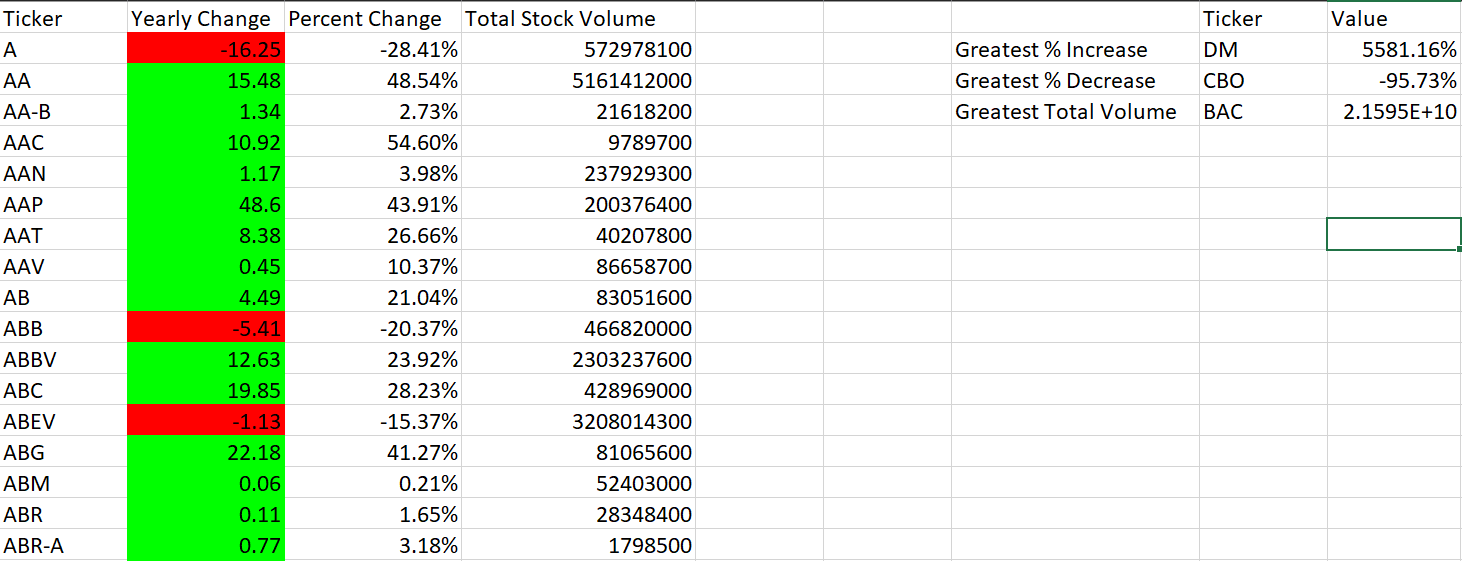 Ticker Yearly Change Percent Change Total Stock Volume Ticker Value
A -16.25 -28.41% 572978100 Greatest % Increase DM 5581.16%
AA 15.48 48.54% 5161412000 Greatest % Decrease CBO -95.73%
AA-B 1.34 2.73% 21618200 Greatest Total Volume BAC 2.1595E+10
AAC 10.92 54.60% 9789700
AAN 1.17 3.98% 237929300
AAP 48.6 43.91% 200376400
AAT 8.38 26.66% 40207800
AAV 0.45 10.37% 86658700
AB 4.49 21.04% 83051600
ABB -5.41 -20.37% 466820000
ABBV 12.63 23.92% 2303237600
ABC 19.85 28.23% 428969000
ABEV -1.13 -15.37% 3208014300
ABG 22.18 41.27% 81065600
ABM 0.06 0.21% 52403000
ABR 0.11 1.65% 28348400
ABR-A 0.77 3.18% 1798500